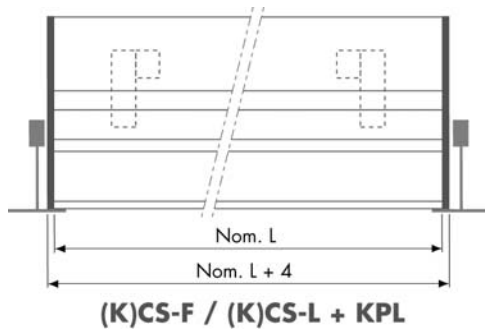 Nom. L
Nom. L + 4
(K)CS-F / (K)CS-L + KPL